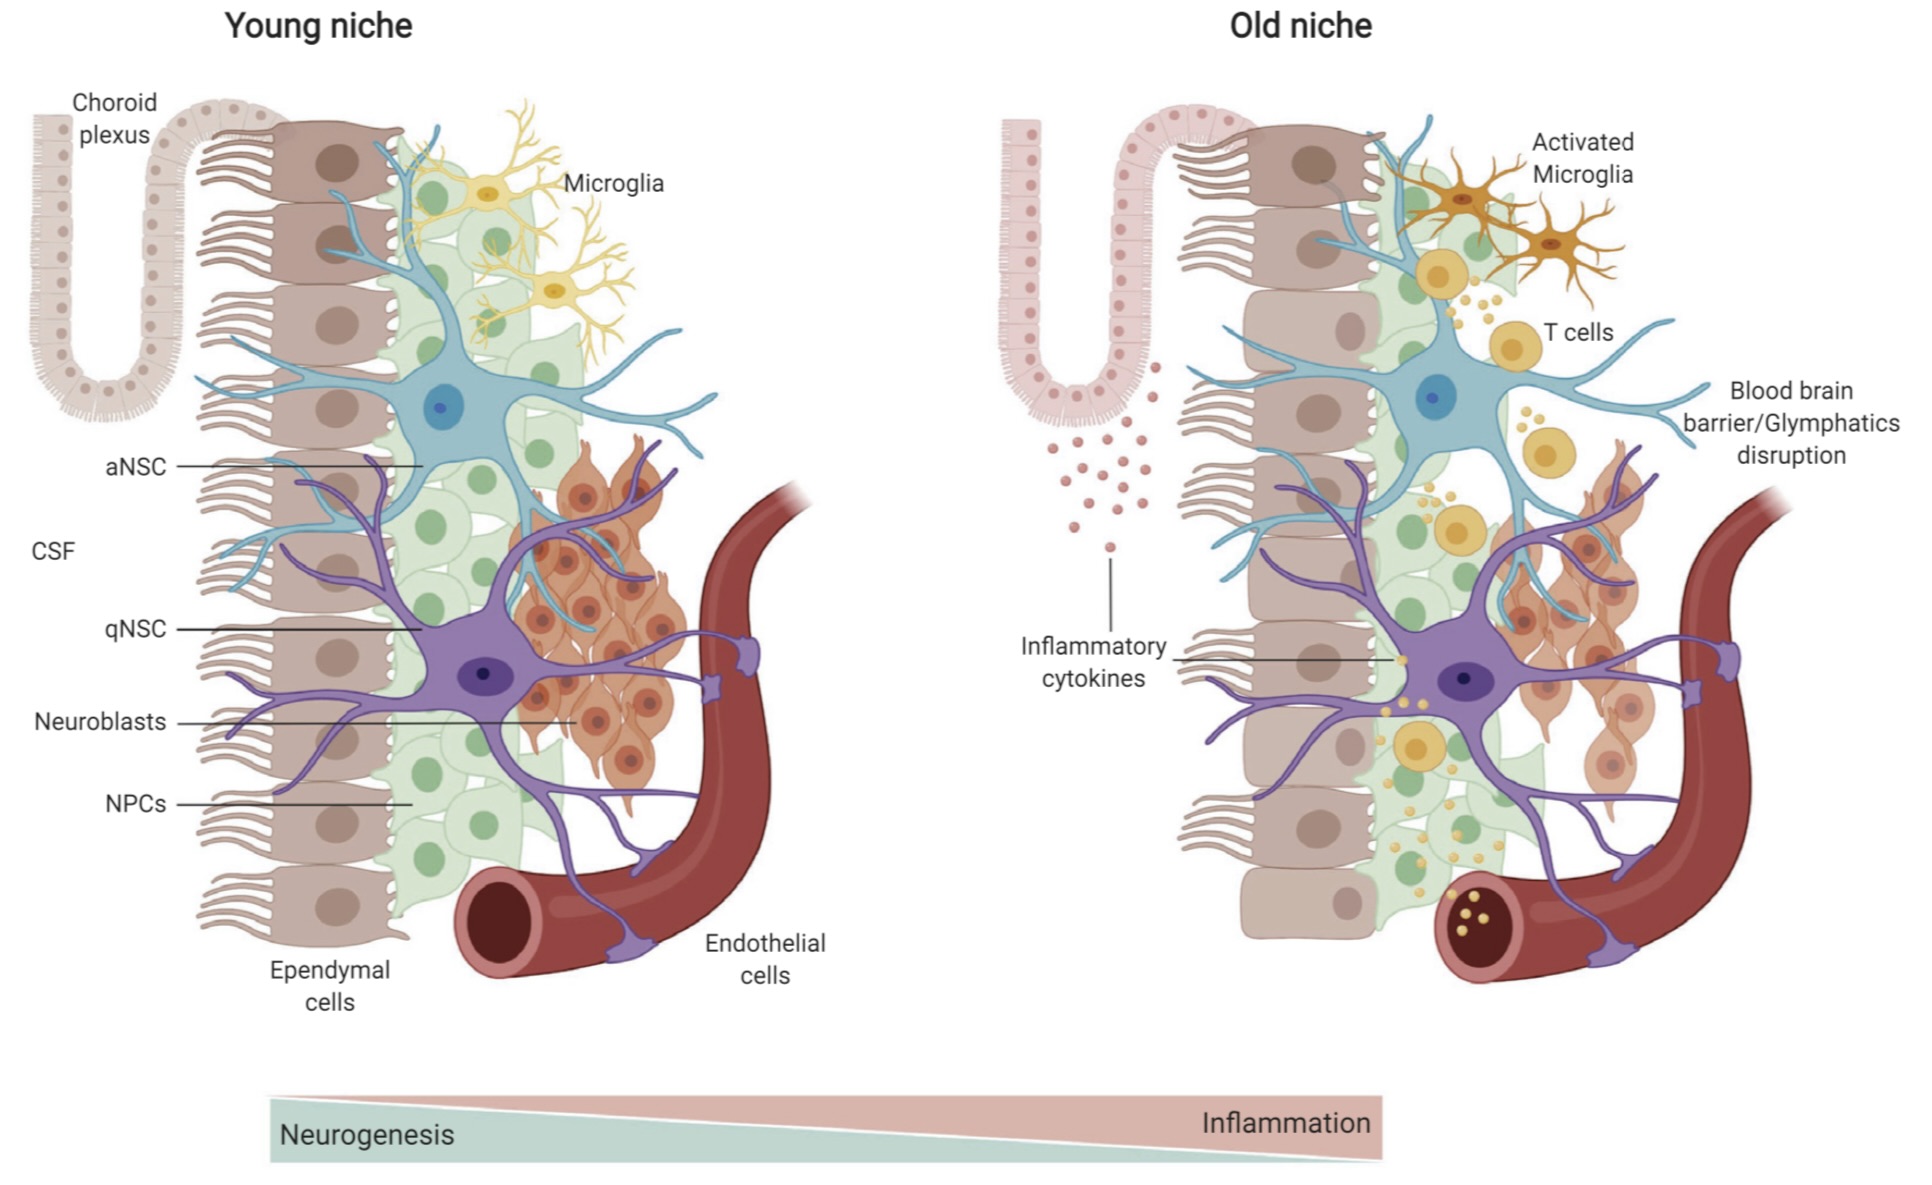 Young niche
Choroid
plexus
Microglia
aNSC
CSF
qNSC
Neuroblasts
NPCs
Ependymal
cells
Endothelial
cells
Old niche
Activated
Microglia
T cells
Blood brain
barrier/Glymphatics
disruption
Inflammatory
cytokines
Neurogenesis
Inflammation